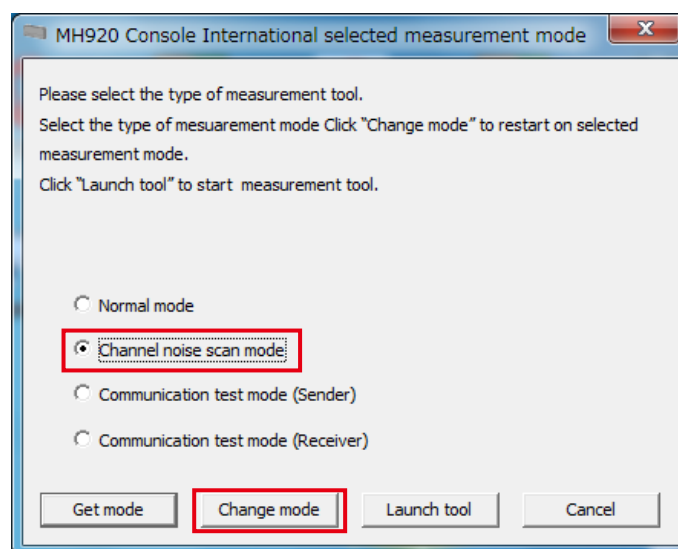 MH920 Console International selected measurement mode
Please select the type of measurement tool.
Select the type of mesuarement mode Click "Change mode" to restart on selected
measurement mode.
Click "Launch tool" to start measurement tool.
Normal mode
Channel noise scan mode
Communication test mode (Sender)
Communication test mode (Receiver)
Get mode Change mode Launch tool Cancel